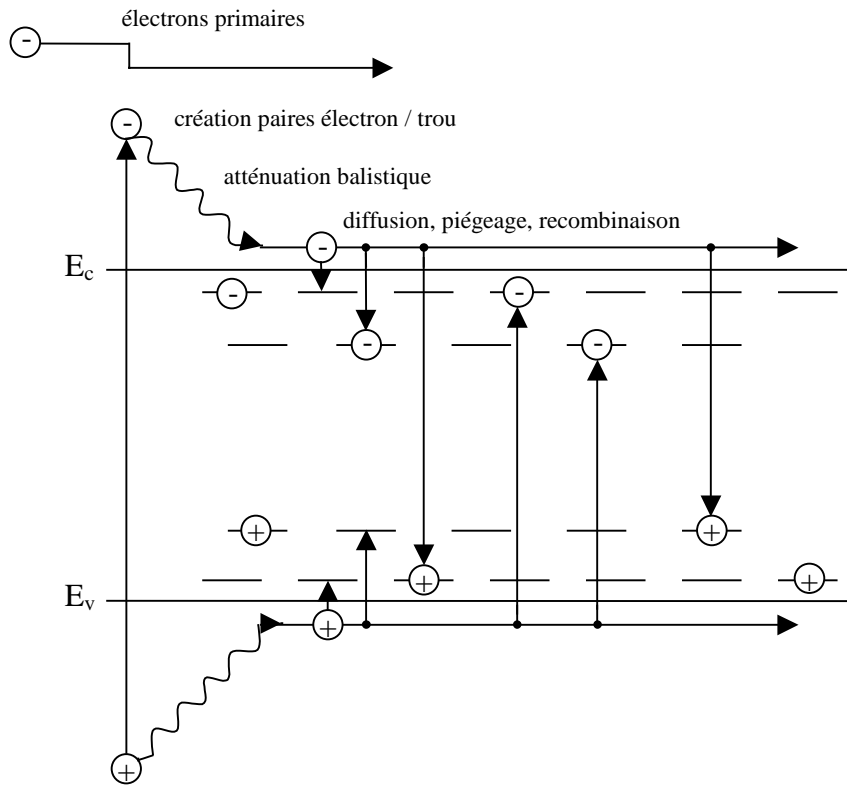 électrons primaires
création paires électron / trou
atténuation balistique
diffusion, piégeage, recombinaison
E_c
E_v